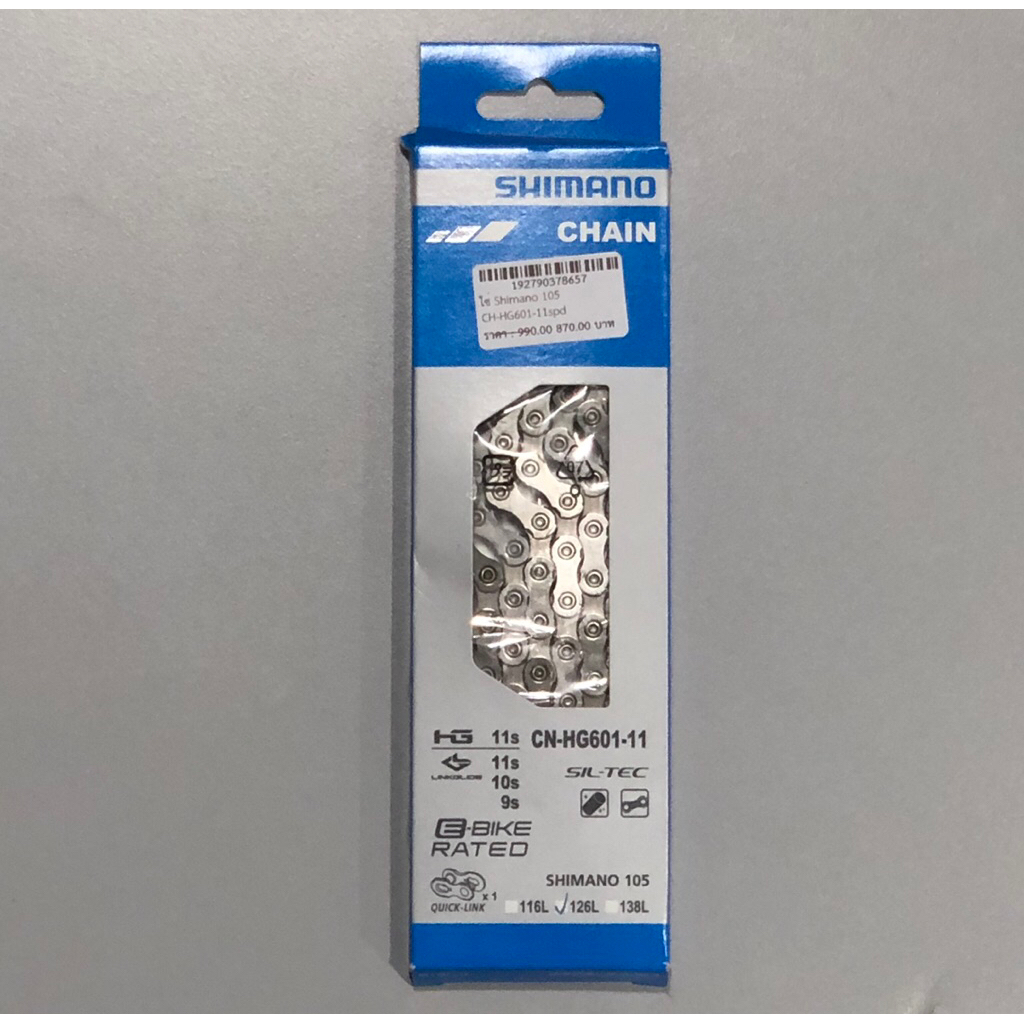 SHIMANO
CHAIN
192790378657
โซ่ Shimano 105
CH-HG601-11spd
ราคา : 990.00 870.00 บาท
HG 11s CN-HG601-11
LINKGLIDE 11s
10s
9s
SIL-TEC
E-BIKE
RATED
SHIMANO 105
x1
QUICK-LINK 116L 126L 138L